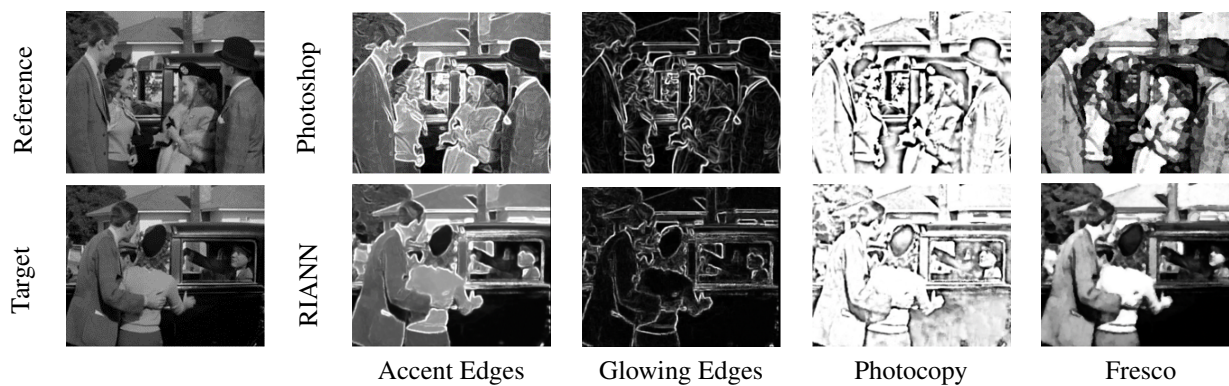 Reference
Photoshop
Target
RIANN
Accent Edges
Glowing Edges
Photocopy
Fresco